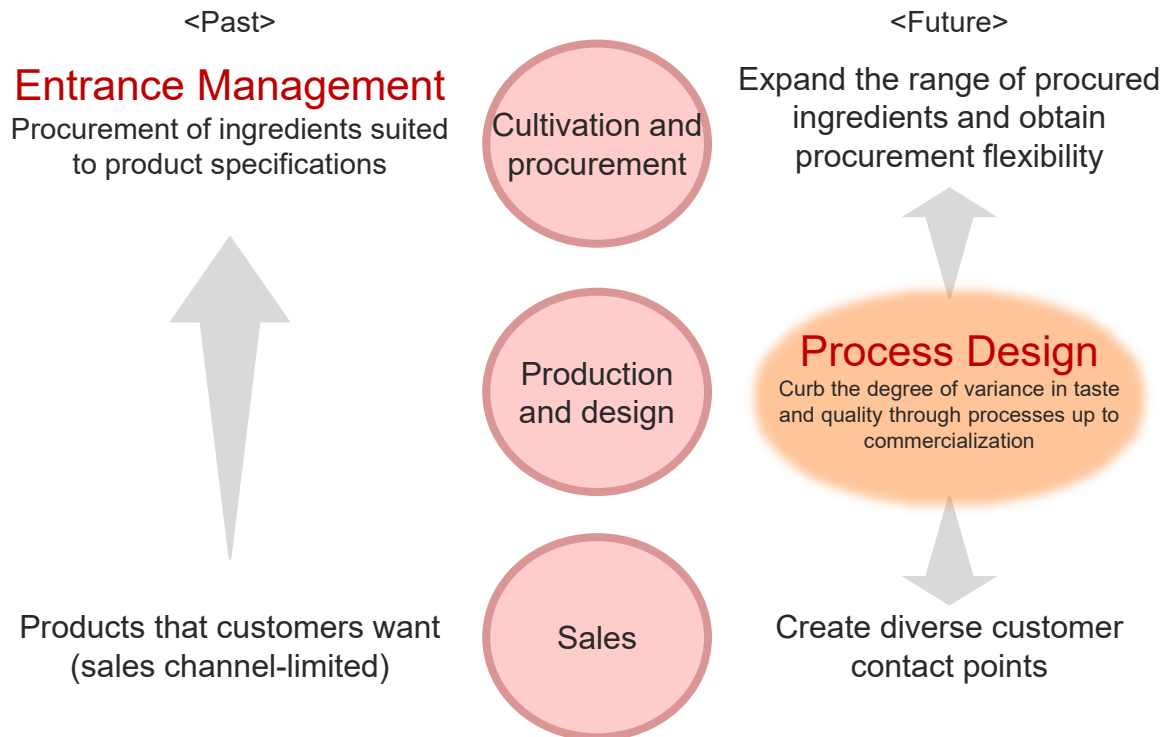 <Past>
Entrance Management
Procurement of ingredients suited
to product specifications
Products that customers want
(sales channel-limited)
Cultivation and
procurement
Production
and design
Sales
<Future>
Expand the range of procured
ingredients and obtain
procurement flexibility
Process Design
Curb the degree of variance in taste
and quality through processes up to
commercialization
Create diverse customer
contact points